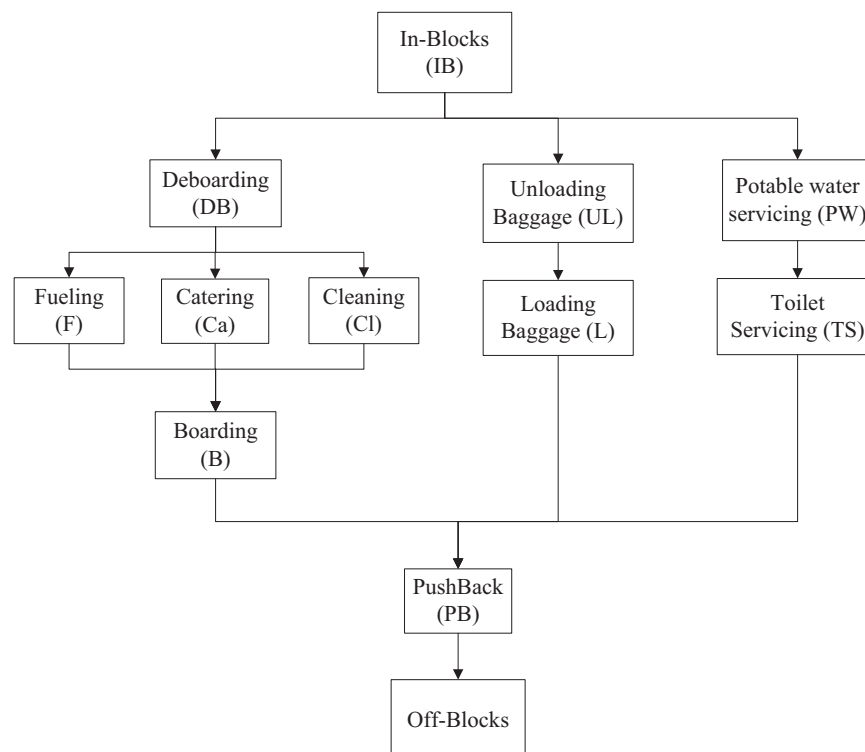 In-Blocks
(IB)
Deboarding
(DB)
Unloading
Baggage (UL)
Potable water
servicing (PW)
Fueling
(F)
Catering
(Ca)
Cleaning
(Cl)
Loading
Baggage (L)
Toilet
Servicing (TS)
Boarding
(B)
PushBack
(PB)
Off-Blocks